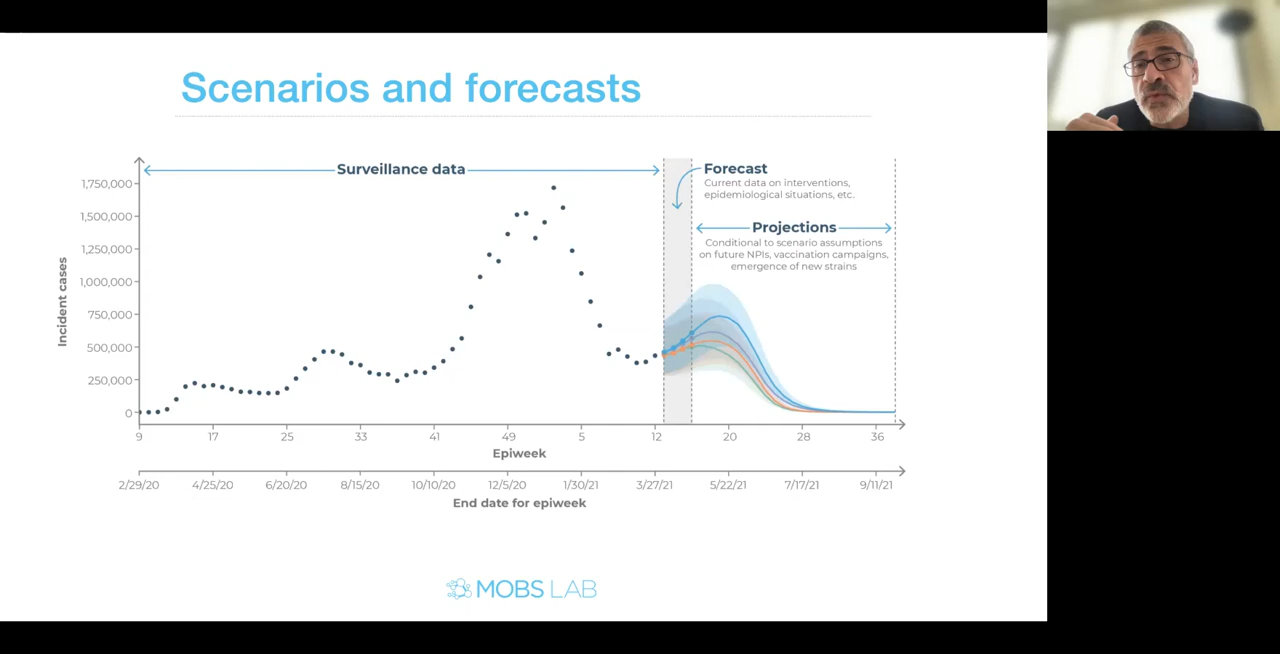 Scenarios and forecasts
Surveillance data
Forecast
Current data on interventions,
epidemiological situations, etc.
Projections
Conditional to scenario assumptions
on future NPIs, vaccination campaigns,
emergence of new strains
Incident cases
1,750,000
1,500,000
1,250,000
1,000,000
750,000
500,000
250,000
0
9 17 25 33 41 49 5 12 20 28 36
Epiweek
2/29/20 4/25/20 6/20/20 8/15/20 10/10/20 12/5/20 1/30/21 3/27/21 5/22/21 7/17/21 9/11/21
End date for epiweek
MOBS LAB